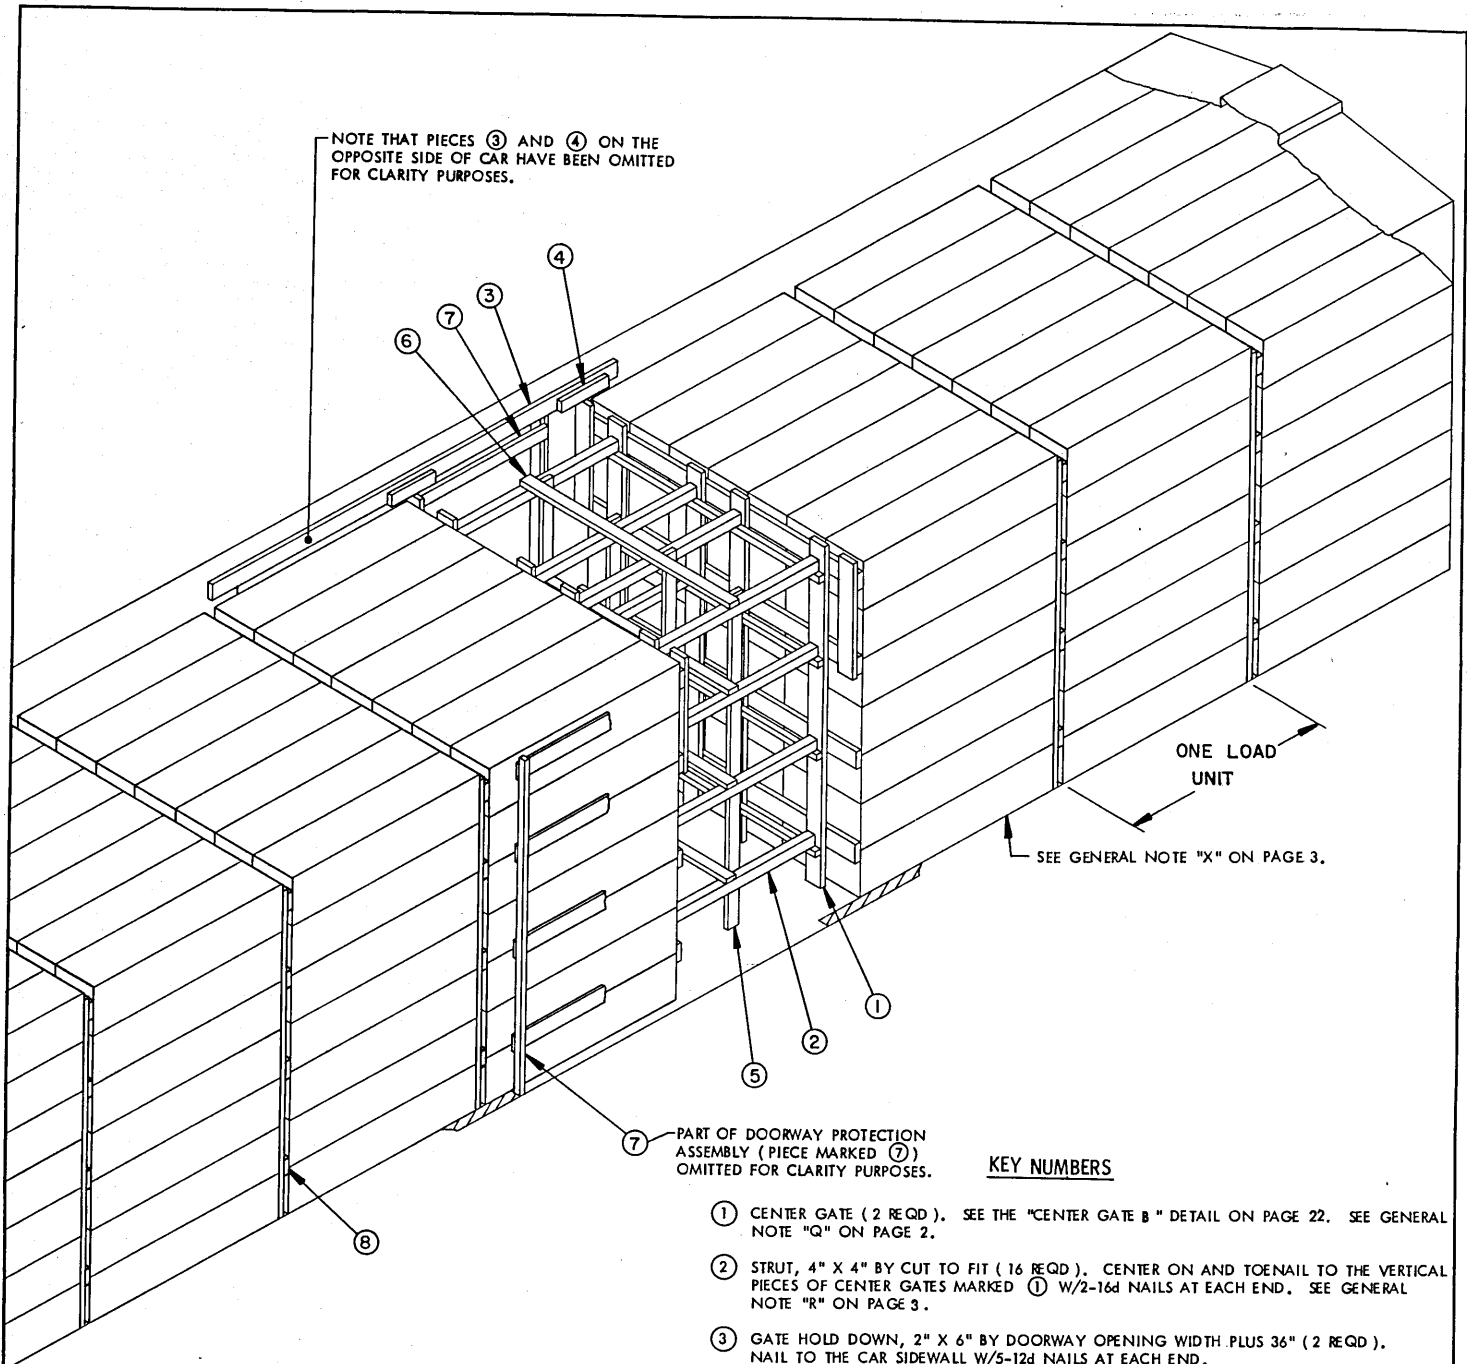 NOTE THAT PIECES ③ AND ④ ON THE
OPPOSITE SIDE OF CAR HAVE BEEN OMITTED
FOR CLARITY PURPOSES.
④
③
⑦
⑥
ONE LOAD
UNIT
SEE GENERAL NOTE "X" ON PAGE 3.
①
②
⑤
⑦ PART OF DOORWAY PROTECTION
ASSEMBLY (PIECE MARKED ⑦)
OMITTED FOR CLARITY PURPOSES.
⑧
KEY NUMBERS
① CENTER GATE (2 REQD). SEE THE "CENTER GATE B" DETAIL ON PAGE 22. SEE GENERAL
NOTE "Q" ON PAGE 2.
② STRUT, 4" X 4" BY CUT TO FIT (16 REQD). CENTER ON AND TOENAIL TO THE VERTICAL
PIECES OF CENTER GATES MARKED ① W/2-16d NAILS AT EACH END. SEE GENERAL
NOTE "R" ON PAGE 3.
③ GATE HOLD DOWN, 2" X 6" BY DOORWAY OPENING WIDTH PLUS 36" (2 REQD).
NAIL TO THE CAR SIDEWALL W/5-12d NAILS AT EACH END.